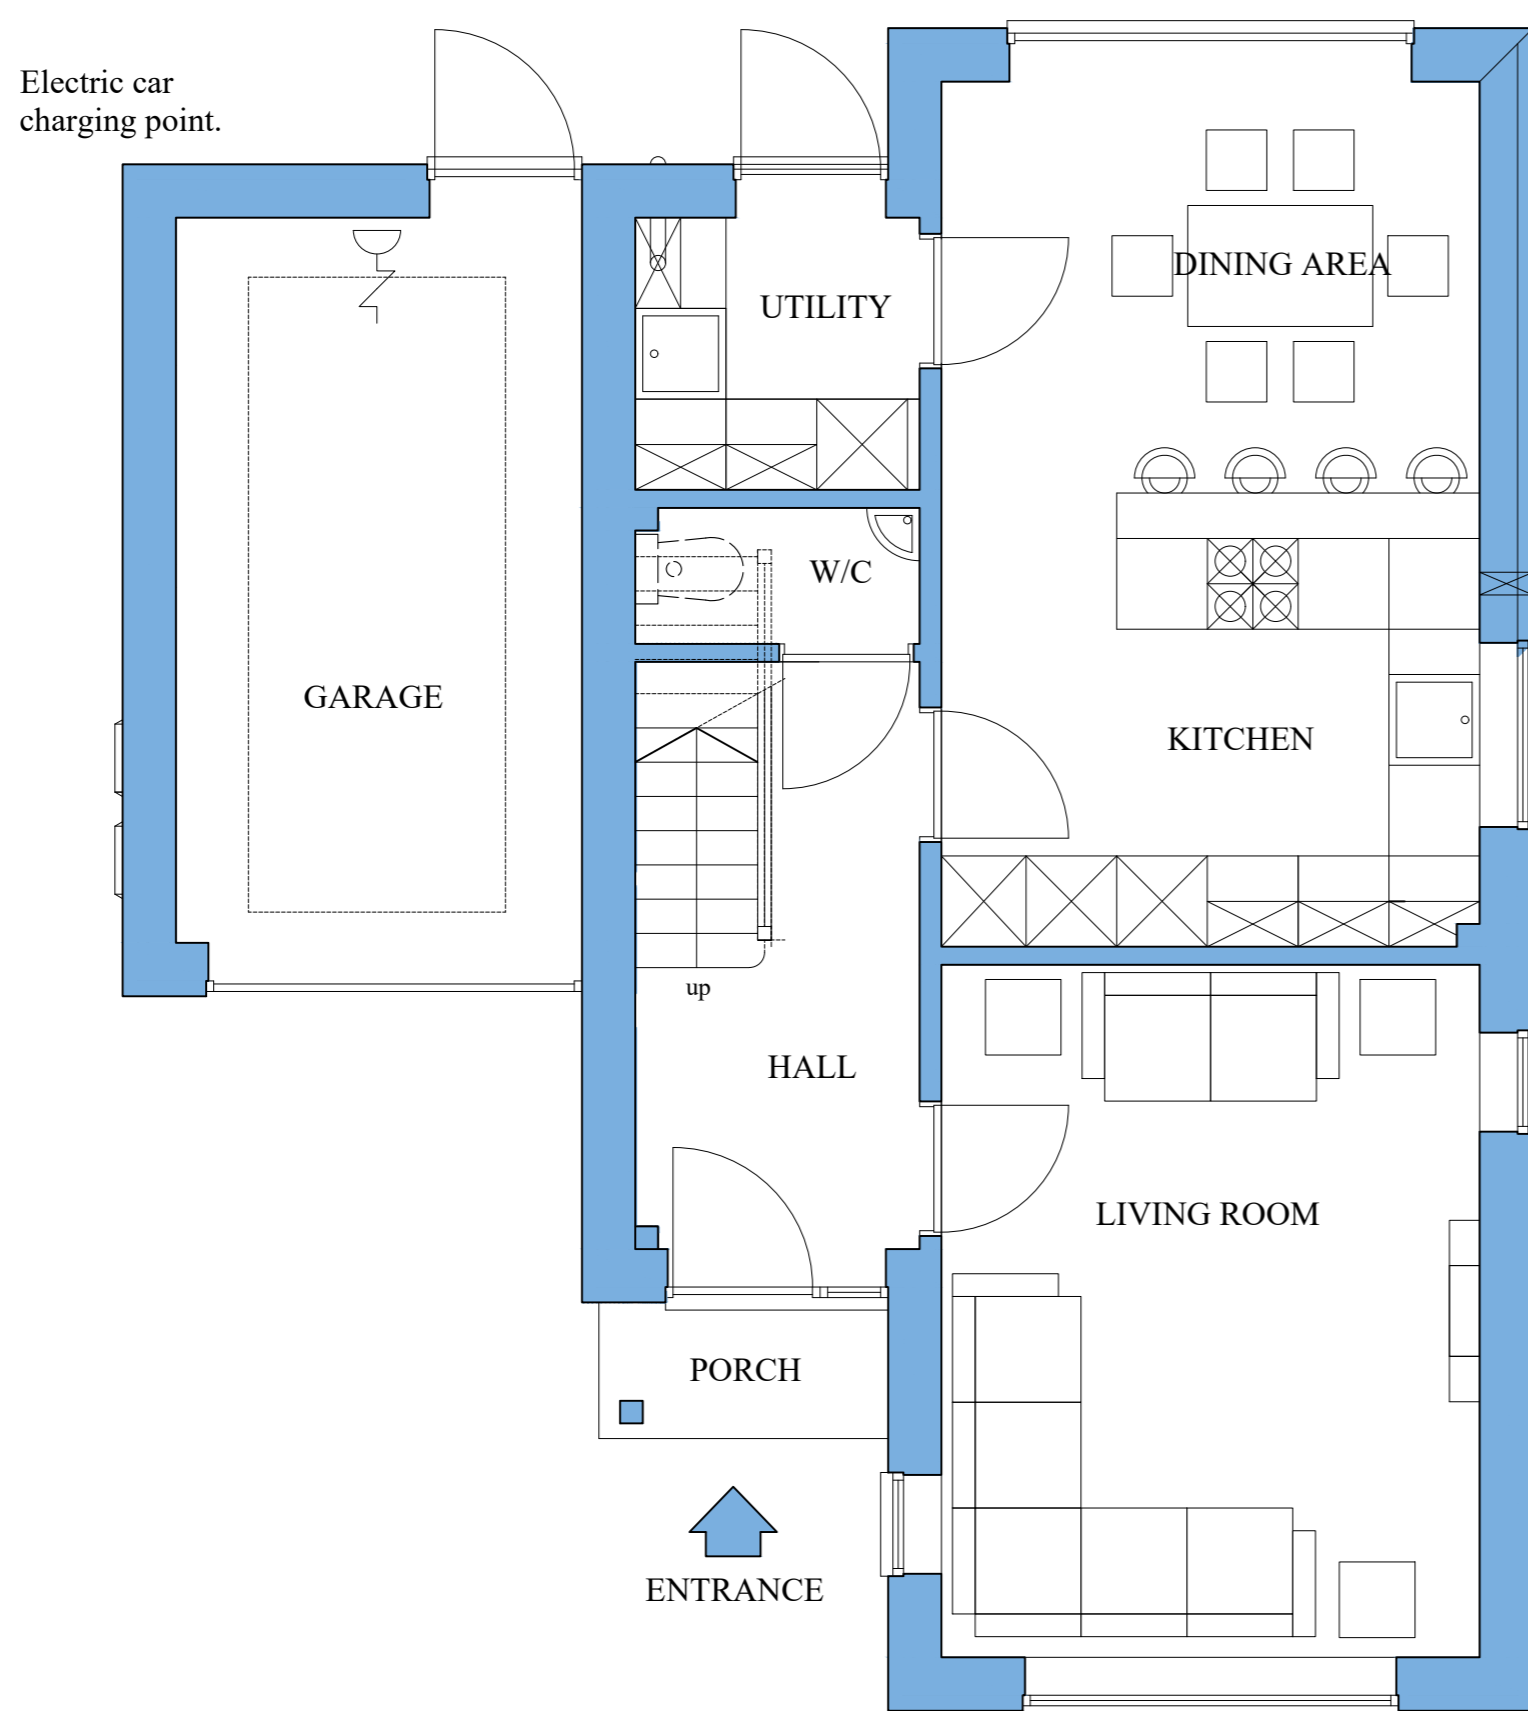 Electric car
charging point.
DINING AREA
UTILITY
W/C
GARAGE
KITCHEN
up
HALL
LIVING ROOM
PORCH
ENTRANCE